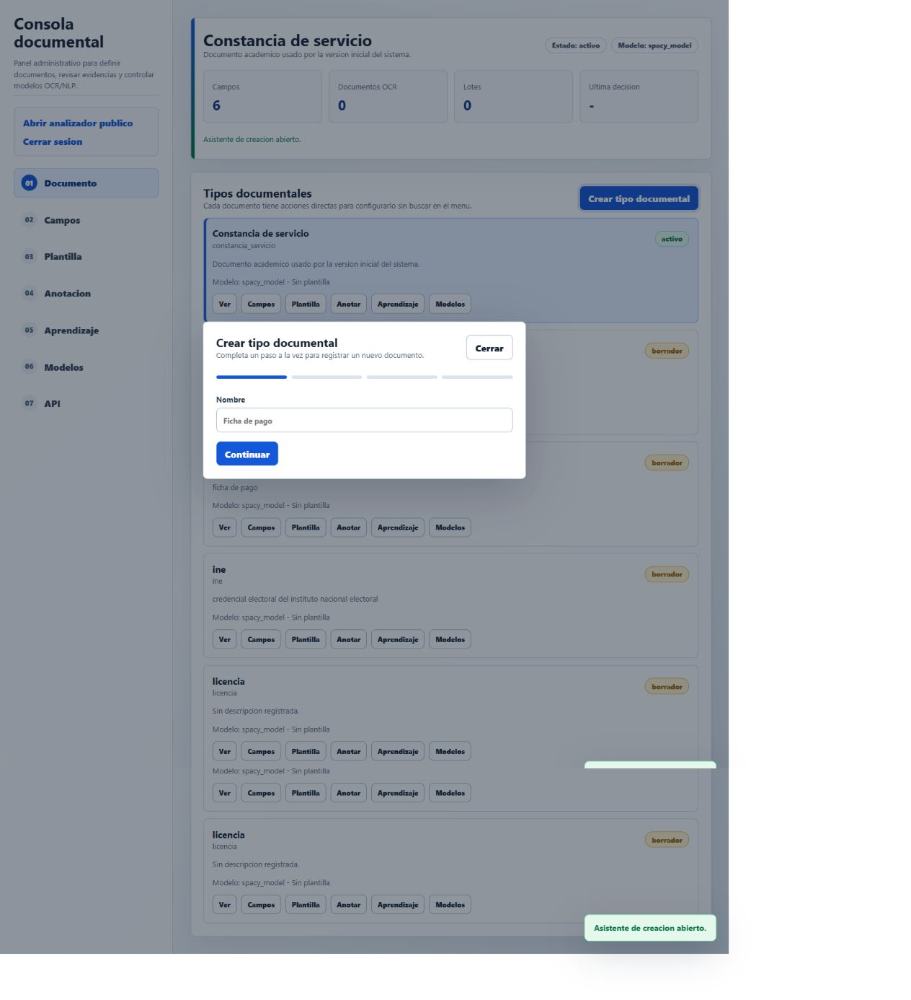 Consola
documental
Panel administrativo para definir
documentos, revisar evidencias y controlar
modelos OCR/NLP.
Abrir analizador publico
Cerrar sesion
01 Documento
02 Campos
03 Plantilla
04 Anotacion
05 Aprendizaje
06 Modelos
07 API
Constancia de servicio
Documento academico usado por la version inicial del sistema.
Estado: activo
Modelo: spacy_model
Campos
6
Documentos OCR
0
Lotes
0
Ultima decision
-
Asistente de creacion abierto.
Tipos documentales
Cada documento tiene acciones directas para configurarlo sin buscar en el menu.
Crear tipo documental
Constancia de servicio
constancia_servicio
activo
Documento academico usado por la version inicial del sistema.
Modelo: spacy_model - Sin plantilla
Ver Campos Plantilla Anotar Aprendizaje Modelos
borrador
Crear tipo documental
Completa un paso a la vez para registrar un nuevo documento.
Cerrar
Nombre
Ficha de pago
Continuar
borrador
ficha de pago
Modelo: spacy_model - Sin plantilla
Ver Campos Plantilla Anotar Aprendizaje Modelos
ine
ine
borrador
credencial electoral del instituto nacional electoral
Modelo: spacy_model - Sin plantilla
Ver Campos Plantilla Anotar Aprendizaje Modelos
licencia
licencia
borrador
Sin descripcion registrada.
Modelo: spacy_model - Sin plantilla
Ver Campos Plantilla Anotar Aprendizaje Modelos
Modelo: spacy_model - Sin plantilla
Ver Campos Plantilla Anotar Aprendizaje Modelos
licencia
licencia
borrador
Sin descripcion registrada.
Modelo: spacy_model - Sin plantilla
Ver Campos Plantilla Anotar Aprendizaje Modelos
Asistente de creacion abierto.